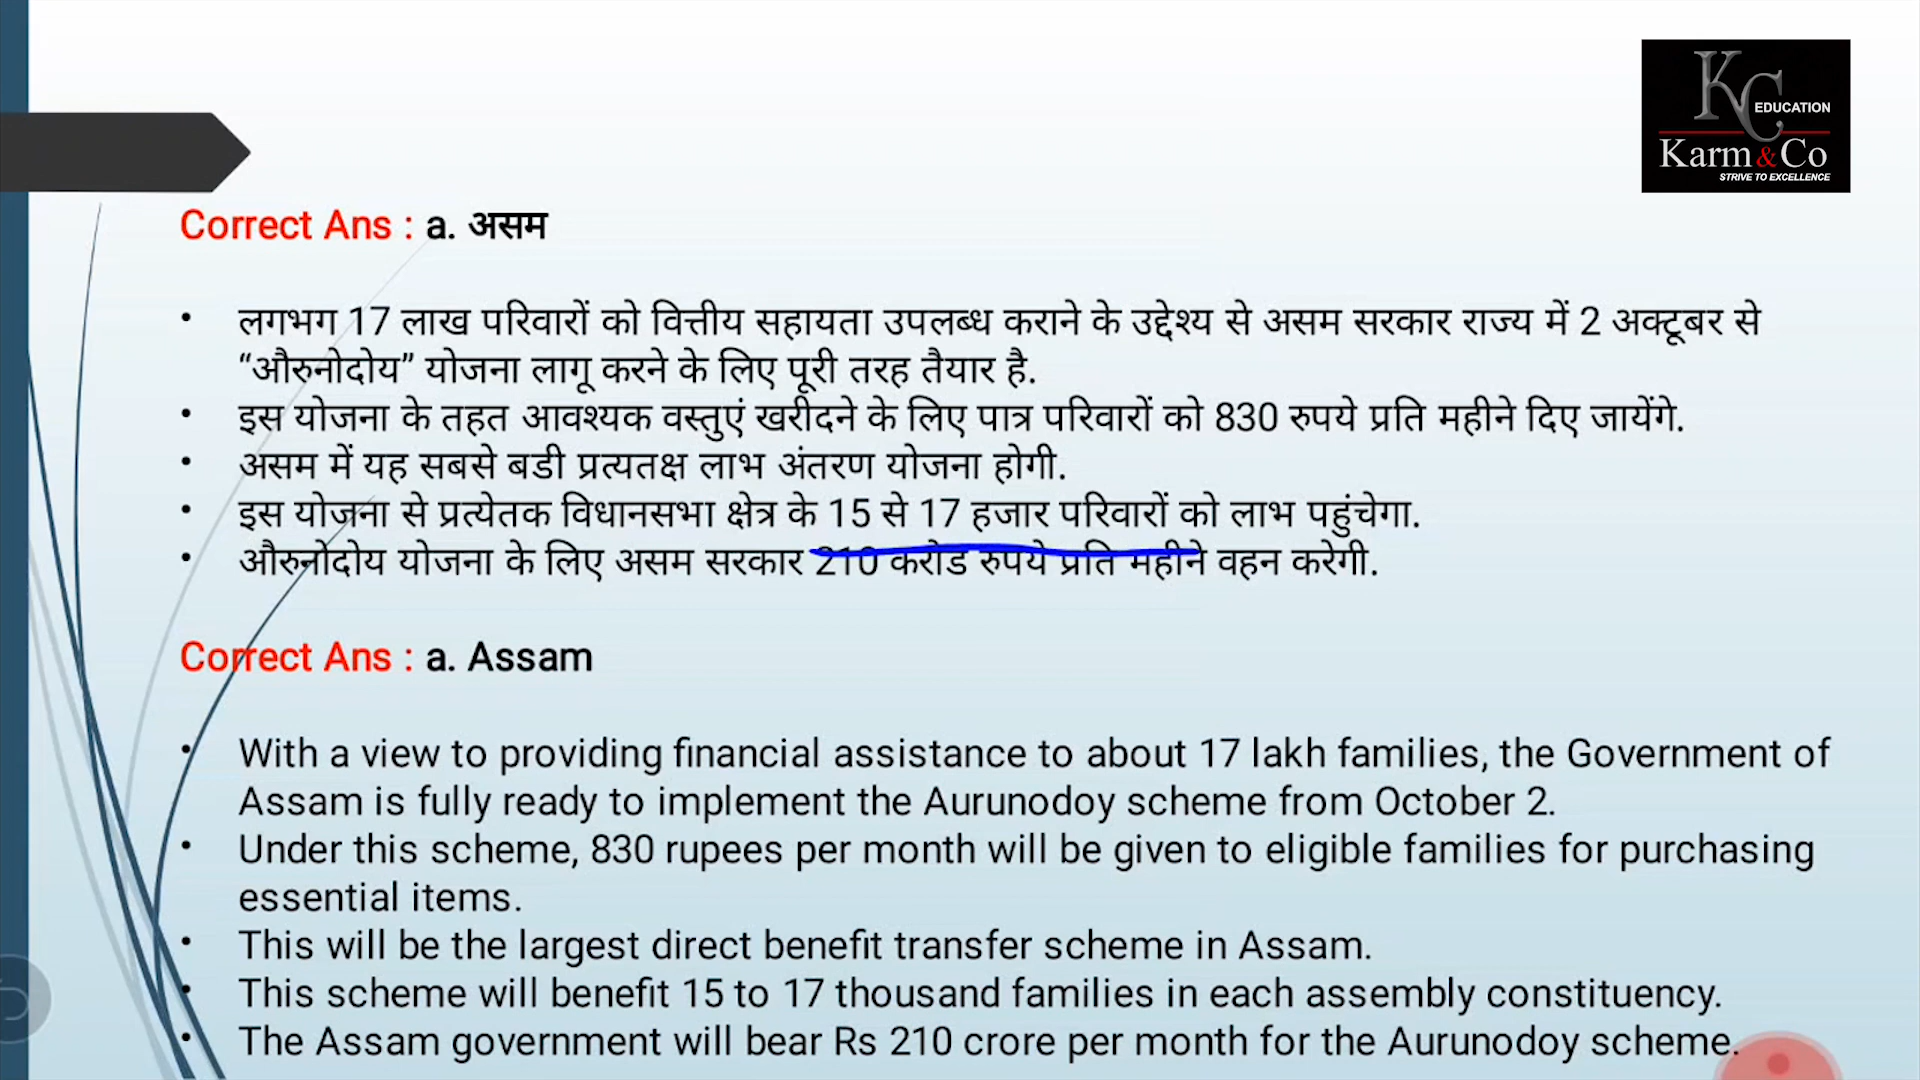 KC
EDUCATION
Karm & Co
STRIVE TO EXCELLENCE
Correct Ans : a. असम
• लगभग 17 लाख परिवारों को वित्तीय सहायता उपलब्ध कराने के उद्देश्य से असम सरकार राज्य में 2 अक्टूबर से
“औरुनोदोय” योजना लागू करने के लिए पूरी तरह तैयार है.
• इस योजना के तहत आवश्यक वस्तुएं खरीदने के लिए पात्र परिवारों को 830 रुपये प्रति महीने दिए जायेंगे.
• असम में यह सबसे बडी प्रत्यतक्ष लाभ अंतरण योजना होगी.
• इस योजना से प्रत्येतक विधानसभा क्षेत्र के 15 से 17 हजार परिवारों को लाभ पहुंचेगा.
• औरुनोदोय योजना के लिए असम सरकार 210 करोड रुपये प्रति महीने वहन करेगी.
Correct Ans : a. Assam
• With a view to providing financial assistance to about 17 lakh families, the Government of
Assam is fully ready to implement the Aurunodoy scheme from October 2.
• Under this scheme, 830 rupees per month will be given to eligible families for purchasing
essential items.
• This will be the largest direct benefit transfer scheme in Assam.
• This scheme will benefit 15 to 17 thousand families in each assembly constituency.
• The Assam government will bear Rs 210 crore per month for the Aurunodoy scheme.